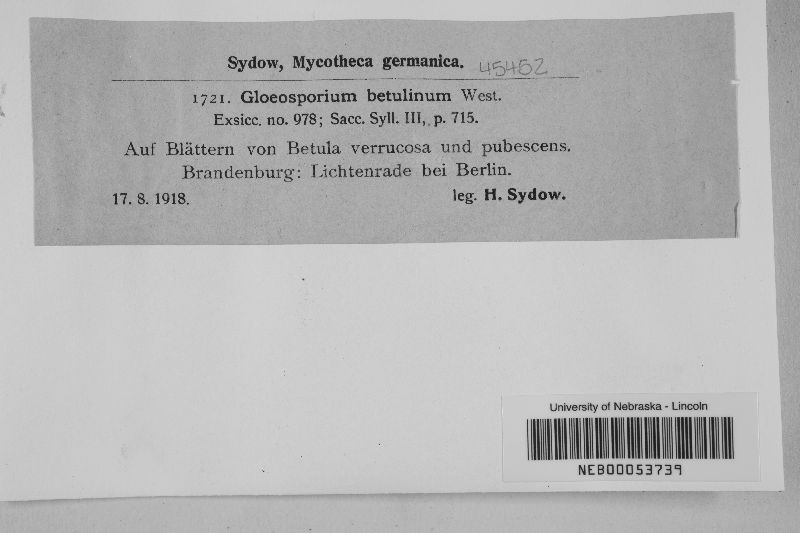 Sydow, Mycotheca germanica. 45452
1721. Gloeosporium betulinum West.
Exsicc. no. 978; Sacc. Syll. III, p. 715.
Auf Blättern von Betula verrucosa und pubescens.
Brandenburg: Lichtenrade bei Berlin.
17. 8. 1918. leg. H. Sydow.
University of Nebraska - Lincoln
NEB00053739